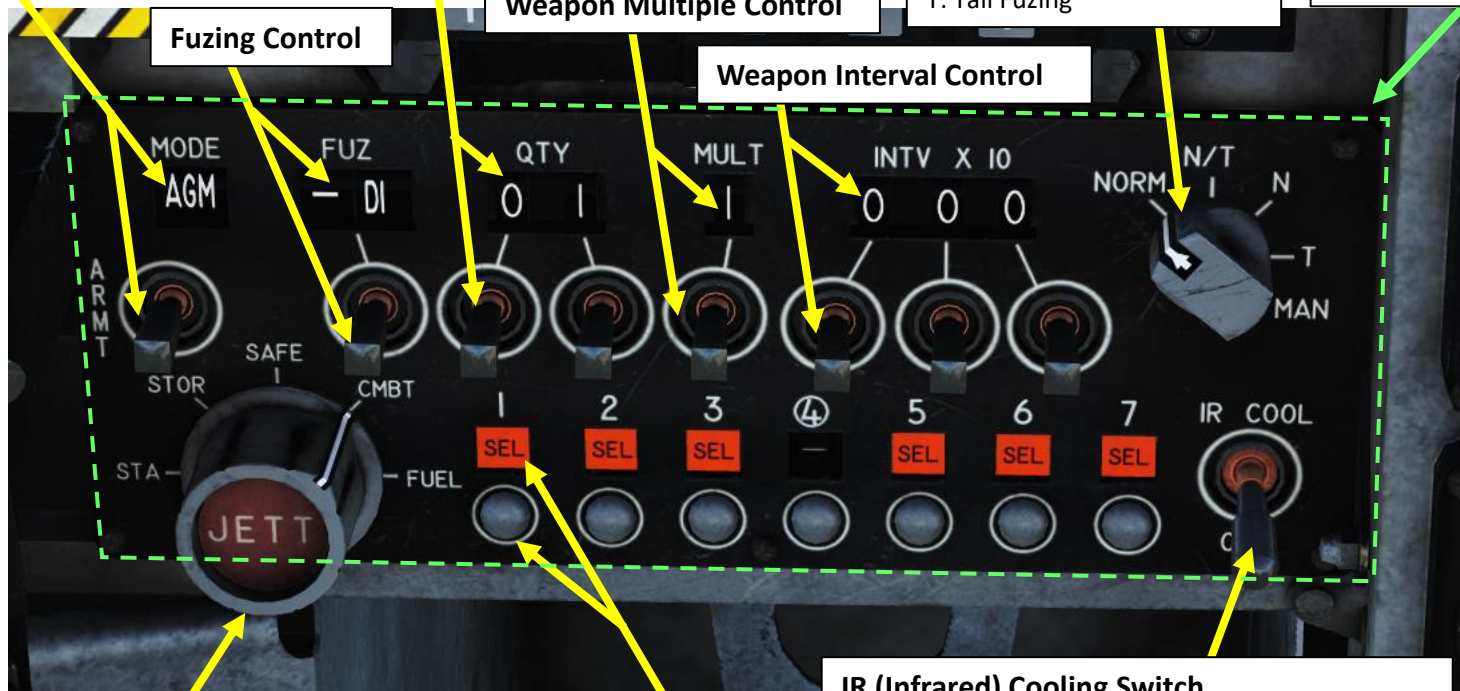 Weapon Multiple Control
T: Tail Fuzing
Fuzing Control
Weapon Interval Control
MODE FUZ QTY MULT INTV X 10
AGM - DI 0 1 1 0 0 0
NORM N/T N T MAN
ARMT
STA STOR SAFE CMBT FUEL
JETT
1 2 3 4 5 6 7
SEL SEL SEL - SEL SEL SEL
IR COOL
IR (Infrared) Cooling Switch